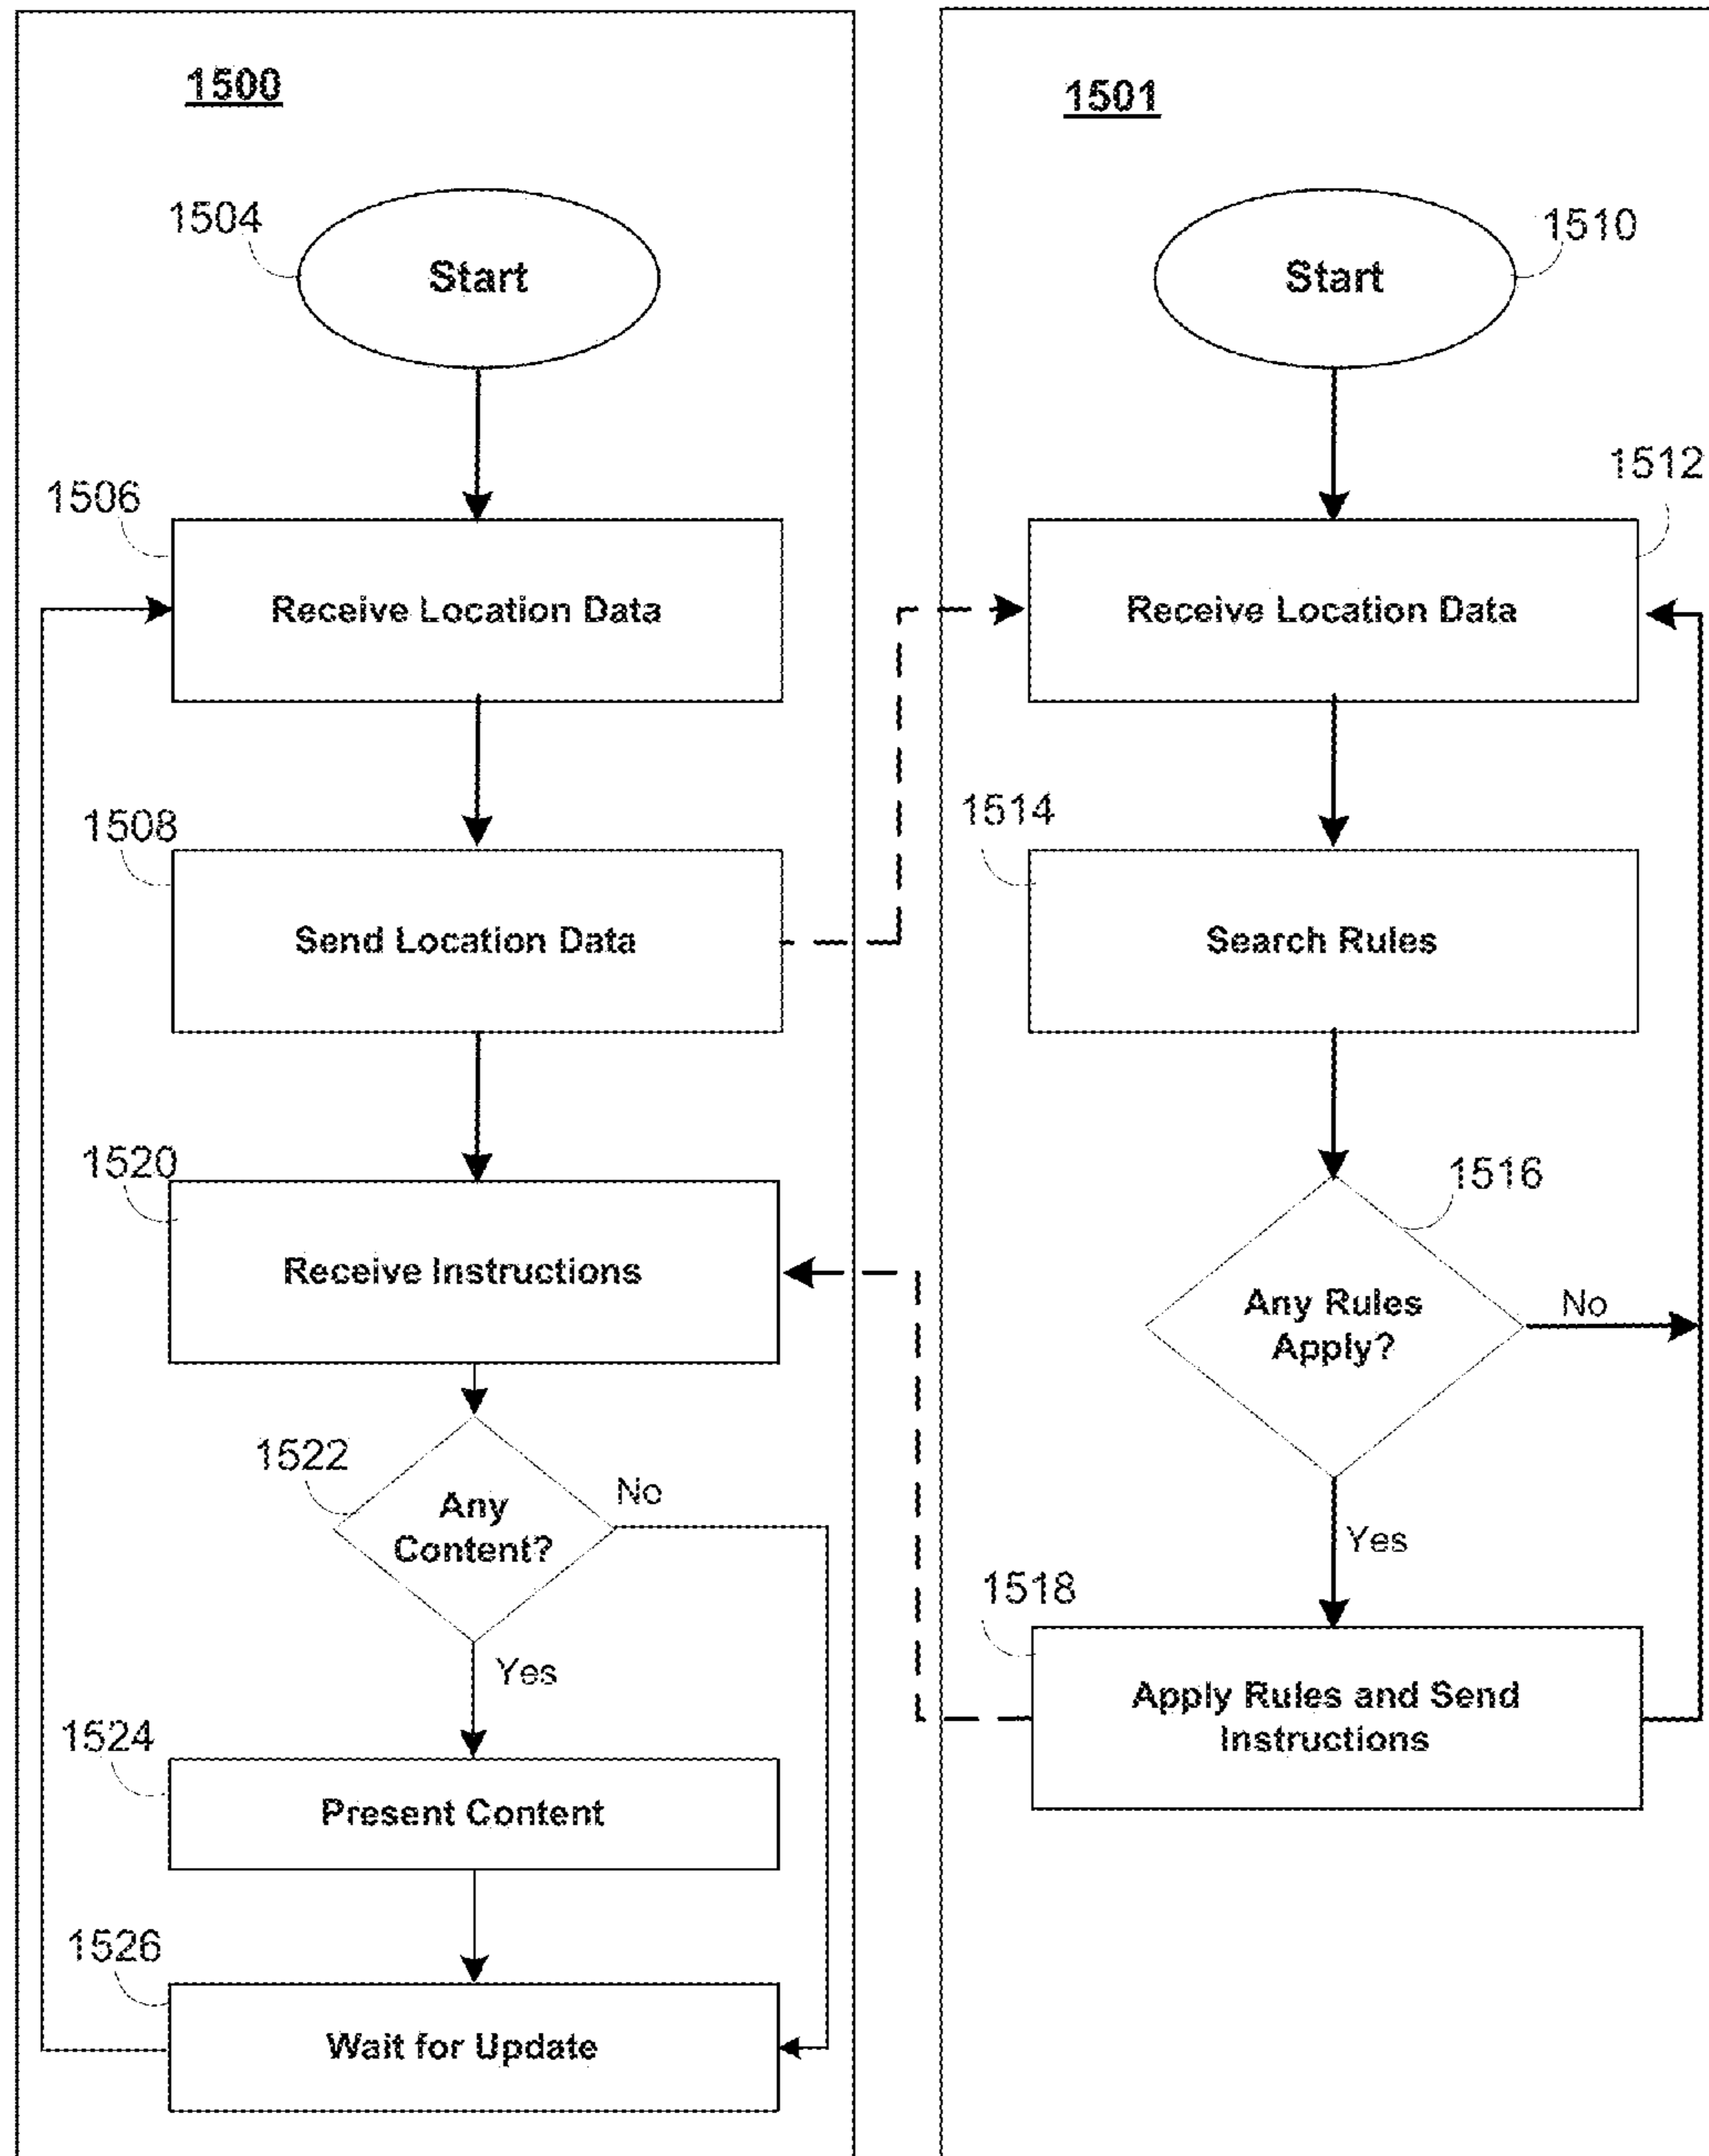 1500
1504
Start
1506
Receive Location Data
1508
Send Location Data
1520
Receive Instructions
1522
Any
Content?
No
Yes
1524
Present Content
1526
Wait for Update
1501
1510
Start
1512
Receive Location Data
1514
Search Rules
1516
Any Rules
Apply?
No
Yes
1518
Apply Rules and Send
Instructions